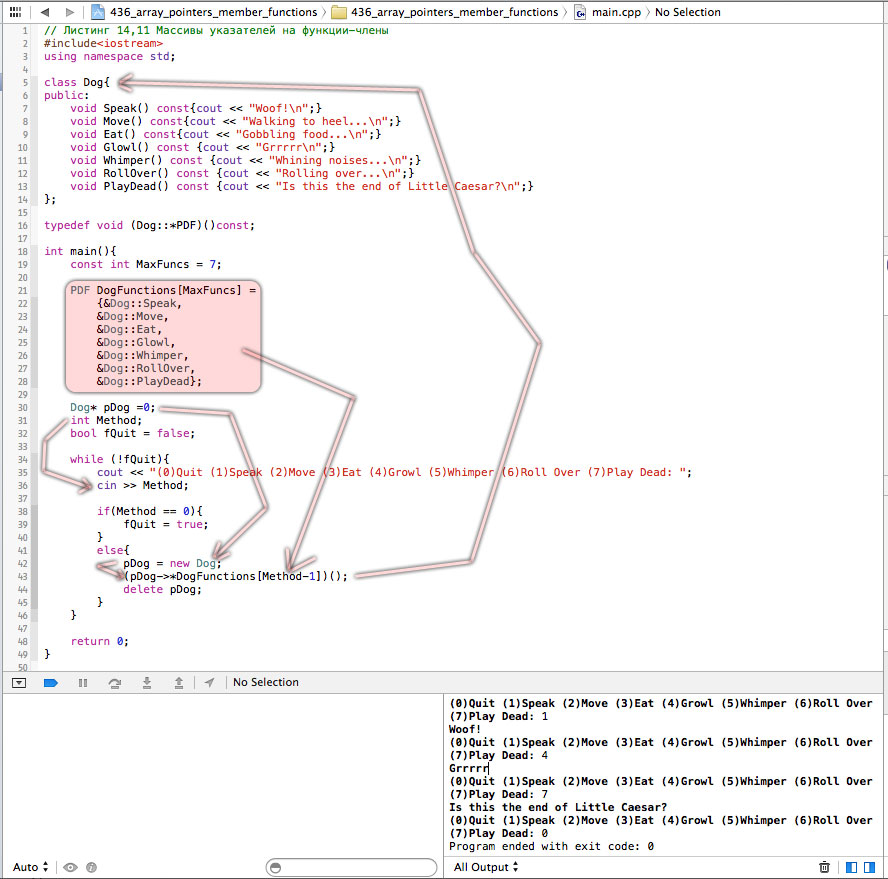 436_array_pointers_member_functions 436_array_pointers_member_functions main.cpp No Selection
1 // Листинг 14,11 Массивы указателей на функции-члены
2 #include<iostream>
3 using namespace std;
4
5 class Dog{
6 public:
7 void Speak() const{cout << "Woof!\n";}
8 void Move() const{cout << "Walking to heel...\n";}
9 void Eat() const{cout << "Gobbling food...\n";}
10 void Glowl() const {cout << "Grrrrr\n";}
11 void Whimper() const {cout << "Whining noises...\n";}
12 void RollOver() const {cout << "Rolling over...\n";}
13 void PlayDead() const {cout << "Is this the end of Little Caesar?\n";}
14 };
15
16 typedef void (Dog::*PDF)()const;
17
18 int main(){
19 const int MaxFuncs = 7;
20
21 PDF DogFunctions[MaxFuncs] =
22 {&Dog::Speak,
23 &Dog::Move,
24 &Dog::Eat,
25 &Dog::Glowl,
26 &Dog::Whimper,
27 &Dog::RollOver,
28 &Dog::PlayDead};
29
30 Dog* pDog =0;
31 int Method;
32 bool fQuit = false;
33
34 while (!fQuit){
35 cout << "(0)Quit (1)Speak (2)Move (3)Eat (4)Growl (5)Whimper (6)Roll Over (7)Play Dead: ";
36 cin >> Method;
37
38 if(Method == 0){
39 fQuit = true;
40 }
41 else{
42 pDog = new Dog;
43 (pDog->*DogFunctions[Method-1])();
44 delete pDog;
45 }
46 }
47
48 return 0;
49 }
50
No Selection
(0)Quit (1)Speak (2)Move (3)Eat (4)Growl (5)Whimper (6)Roll Over
(7)Play Dead: 1
Woof!
(0)Quit (1)Speak (2)Move (3)Eat (4)Growl (5)Whimper (6)Roll Over
(7)Play Dead: 4
Grrrrr
(0)Quit (1)Speak (2)Move (3)Eat (4)Growl (5)Whimper (6)Roll Over
(7)Play Dead: 7
Is this the end of Little Caesar?
(0)Quit (1)Speak (2)Move (3)Eat (4)Growl (5)Whimper (6)Roll Over
(7)Play Dead: 0
Program ended with exit code: 0
Auto All Output